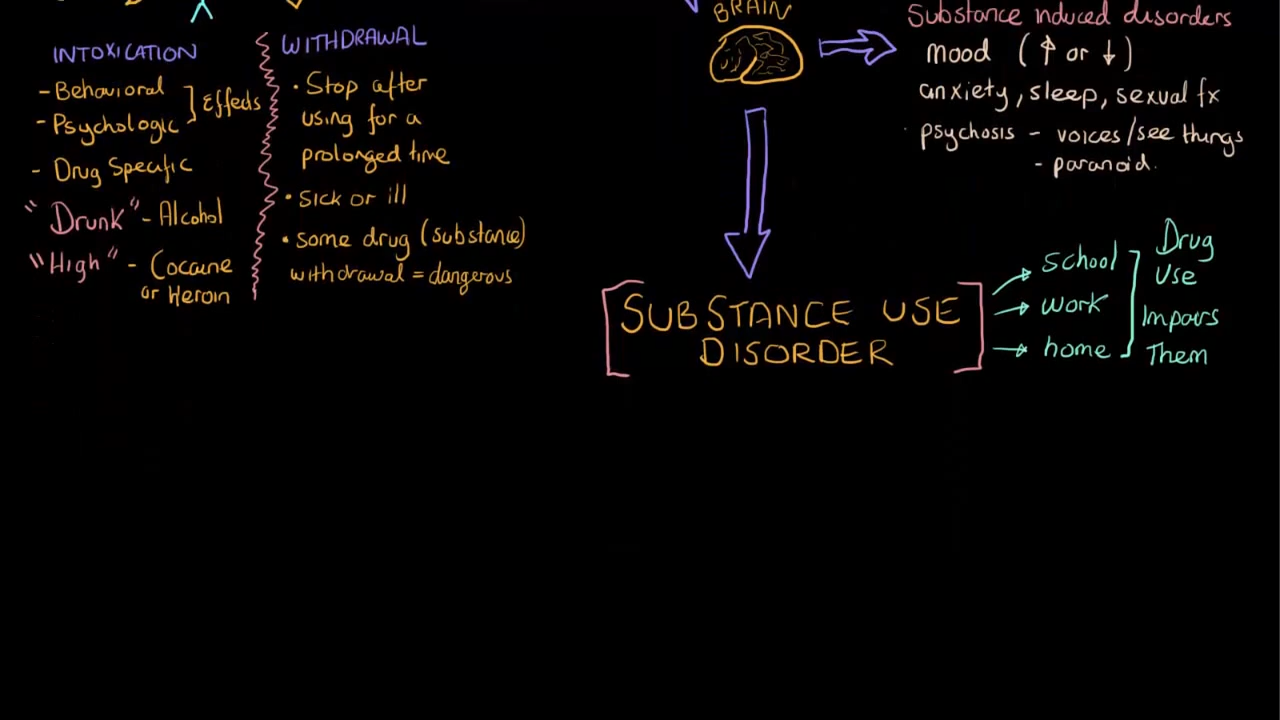 INTOXICATION
- Behavioral
- Psychologic ] Effects
- Drug Specific
"Drunk" - Alcohol
"High" - Cocaine
or Heroin
WITHDRAWAL
• Stop after
using for a
prolonged time
• Sick or ill
• Some drug (substance)
withdrawal = dangerous
BRAIN
Substance induced disorders
mood (↑ or ↓)
anxiety, sleep, sexual fx
psychosis - voices/see things
- paranoid.
[SUBSTANCE USE
DISORDER]
→ school
→ work
→ home
Drug
Use
Impairs
Them